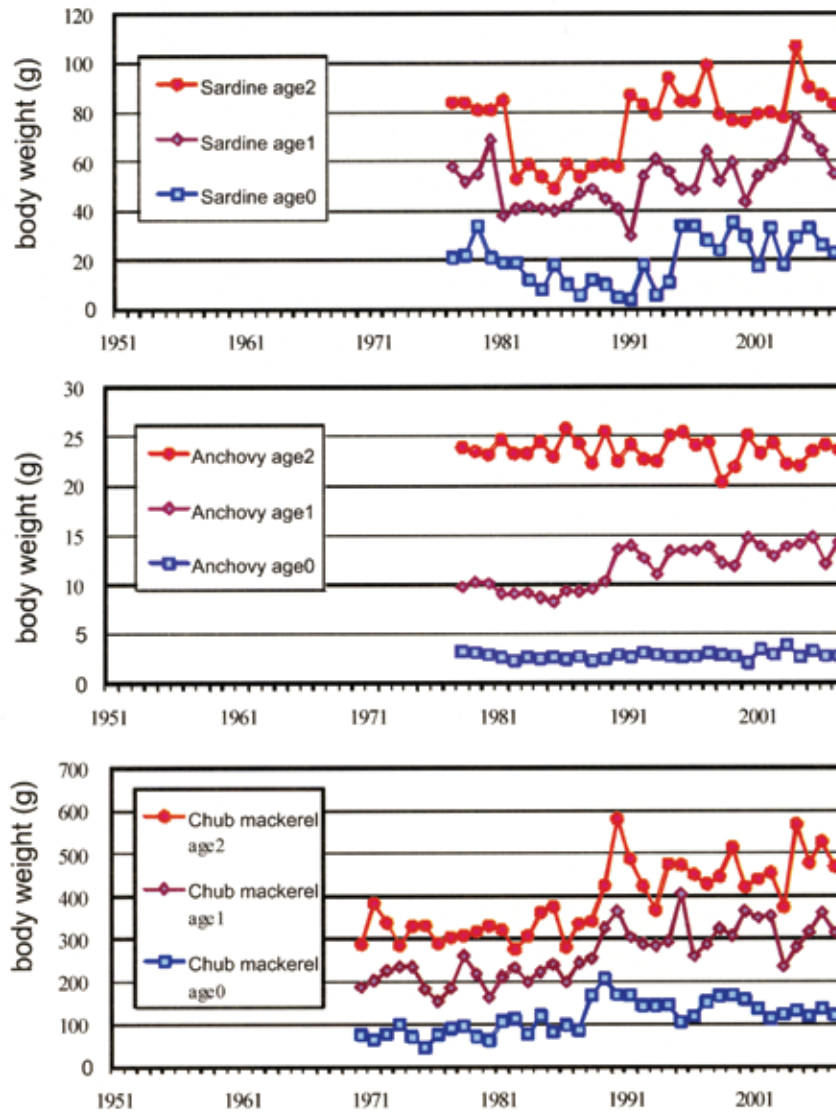 120
100
80
60
40
20
0
body weight (g)
Sardine age2
Sardine age1
Sardine age0
1951 1961 1971 1981 1991 2001
30
25
20
15
10
5
0
body weight (g)
Anchovy age2
Anchovy age1
Anchovy age0
1951 1961 1971 1981 1991 2001
700
600
500
400
300
200
100
0
body weight (g)
Chub mackerel
age2
Chub mackerel
age1
Chub mackerel
age0
1951 1961 1971 1981 1991 2001